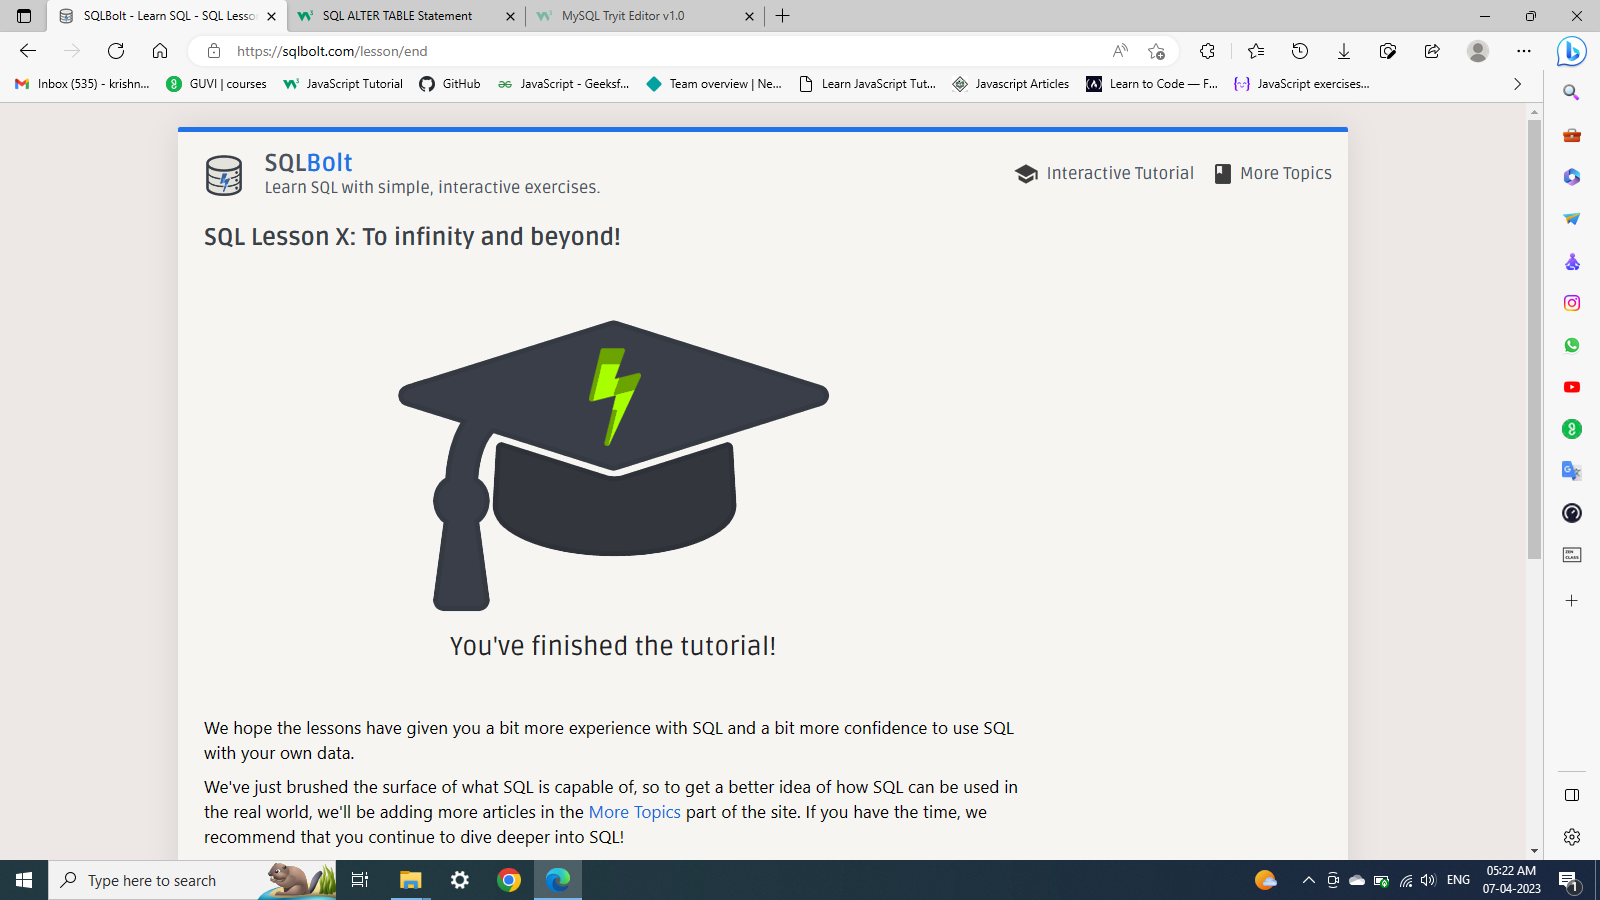 SQLBolt - Learn SQL - SQL Lesso
SQL ALTER TABLE Statement
MySQL Tryit Editor v1.0
https://sqlbolt.com/lesson/end
Inbox (535) - krishn...
GUVI | courses
JavaScript Tutorial
GitHub
JavaScript - Geeksf...
Team overview | Ne...
Learn JavaScript Tut...
Javascript Articles
Learn to Code — F...
JavaScript exercises...
SQLBolt
Learn SQL with simple, interactive exercises.
Interactive Tutorial
More Topics
SQL Lesson X: To infinity and beyond!
You've finished the tutorial!
We hope the lessons have given you a bit more experience with SQL and a bit more confidence to use SQL
with your own data.
We've just brushed the surface of what SQL is capable of, so to get a better idea of how SQL can be used in
the real world, we'll be adding more articles in the More Topics part of the site. If you have the time, we
recommend that you continue to dive deeper into SQL!
ZEN
CLASS
Type here to search
ENG
05:22 AM
07-04-2023
1